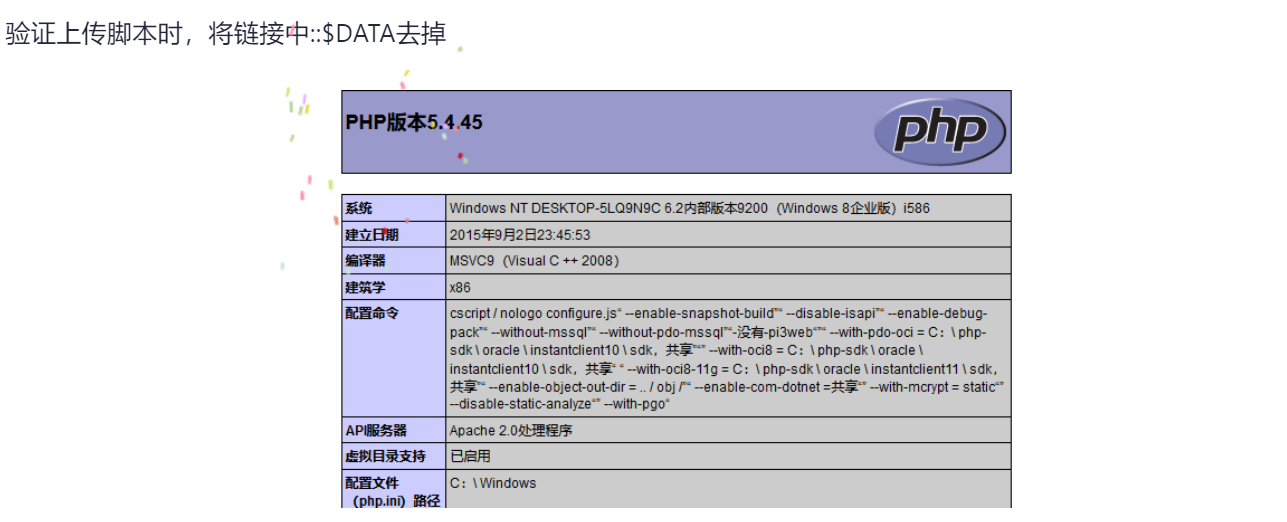 验证上传脚本时，将链接中::$DATA去掉
PHP版本5.4.45
php
系统 Windows NT DESKTOP-5LQ9N9C 6.2内部版本9200（Windows 8企业版）i586
建立日期 2015年9月2日23:45:53
编译器 MSVC9（Visual C ++ 2008）
建筑学 x86
配置命令 cscript / nologo configure.js“ --enable-snapshot-build”“ --disable-isapi”“ --enable-debug-
pack”“ --without-mssql”“ --without-pdo-mssql”“-没有-pi3web”“”“ --with-pdo-oci = C：\ php-
sdk \ oracle \ instantclient10 \ sdk，共享”“” --with-oci8 = C：\ php-sdk \ oracle \
instantclient10 \ sdk，共享“ “ --with-oci8-11g = C：\ php-sdk \ oracle \ instantclient11 \ sdk，
共享”“ --enable-object-out-dir = .. / obj /”“ --enable-com-dotnet =共享“” --with-mcrypt = static“”
--disable-static-analyze“” --with-pgo“
API服务器 Apache 2.0处理程序
虚拟目录支持 已启用
配置文件 C：\ Windows
（php.ini）路径